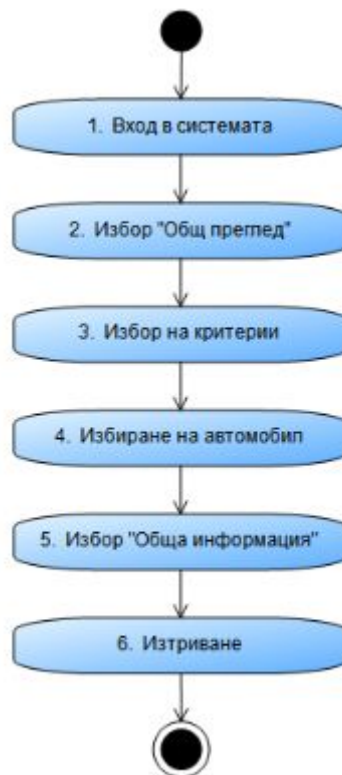 1. Вход в системата
2. Избор "Общ преглед"
3. Избор на критерии
4. Избиране на автомобил
5. Избор "Обща информация"
6. Изтриване